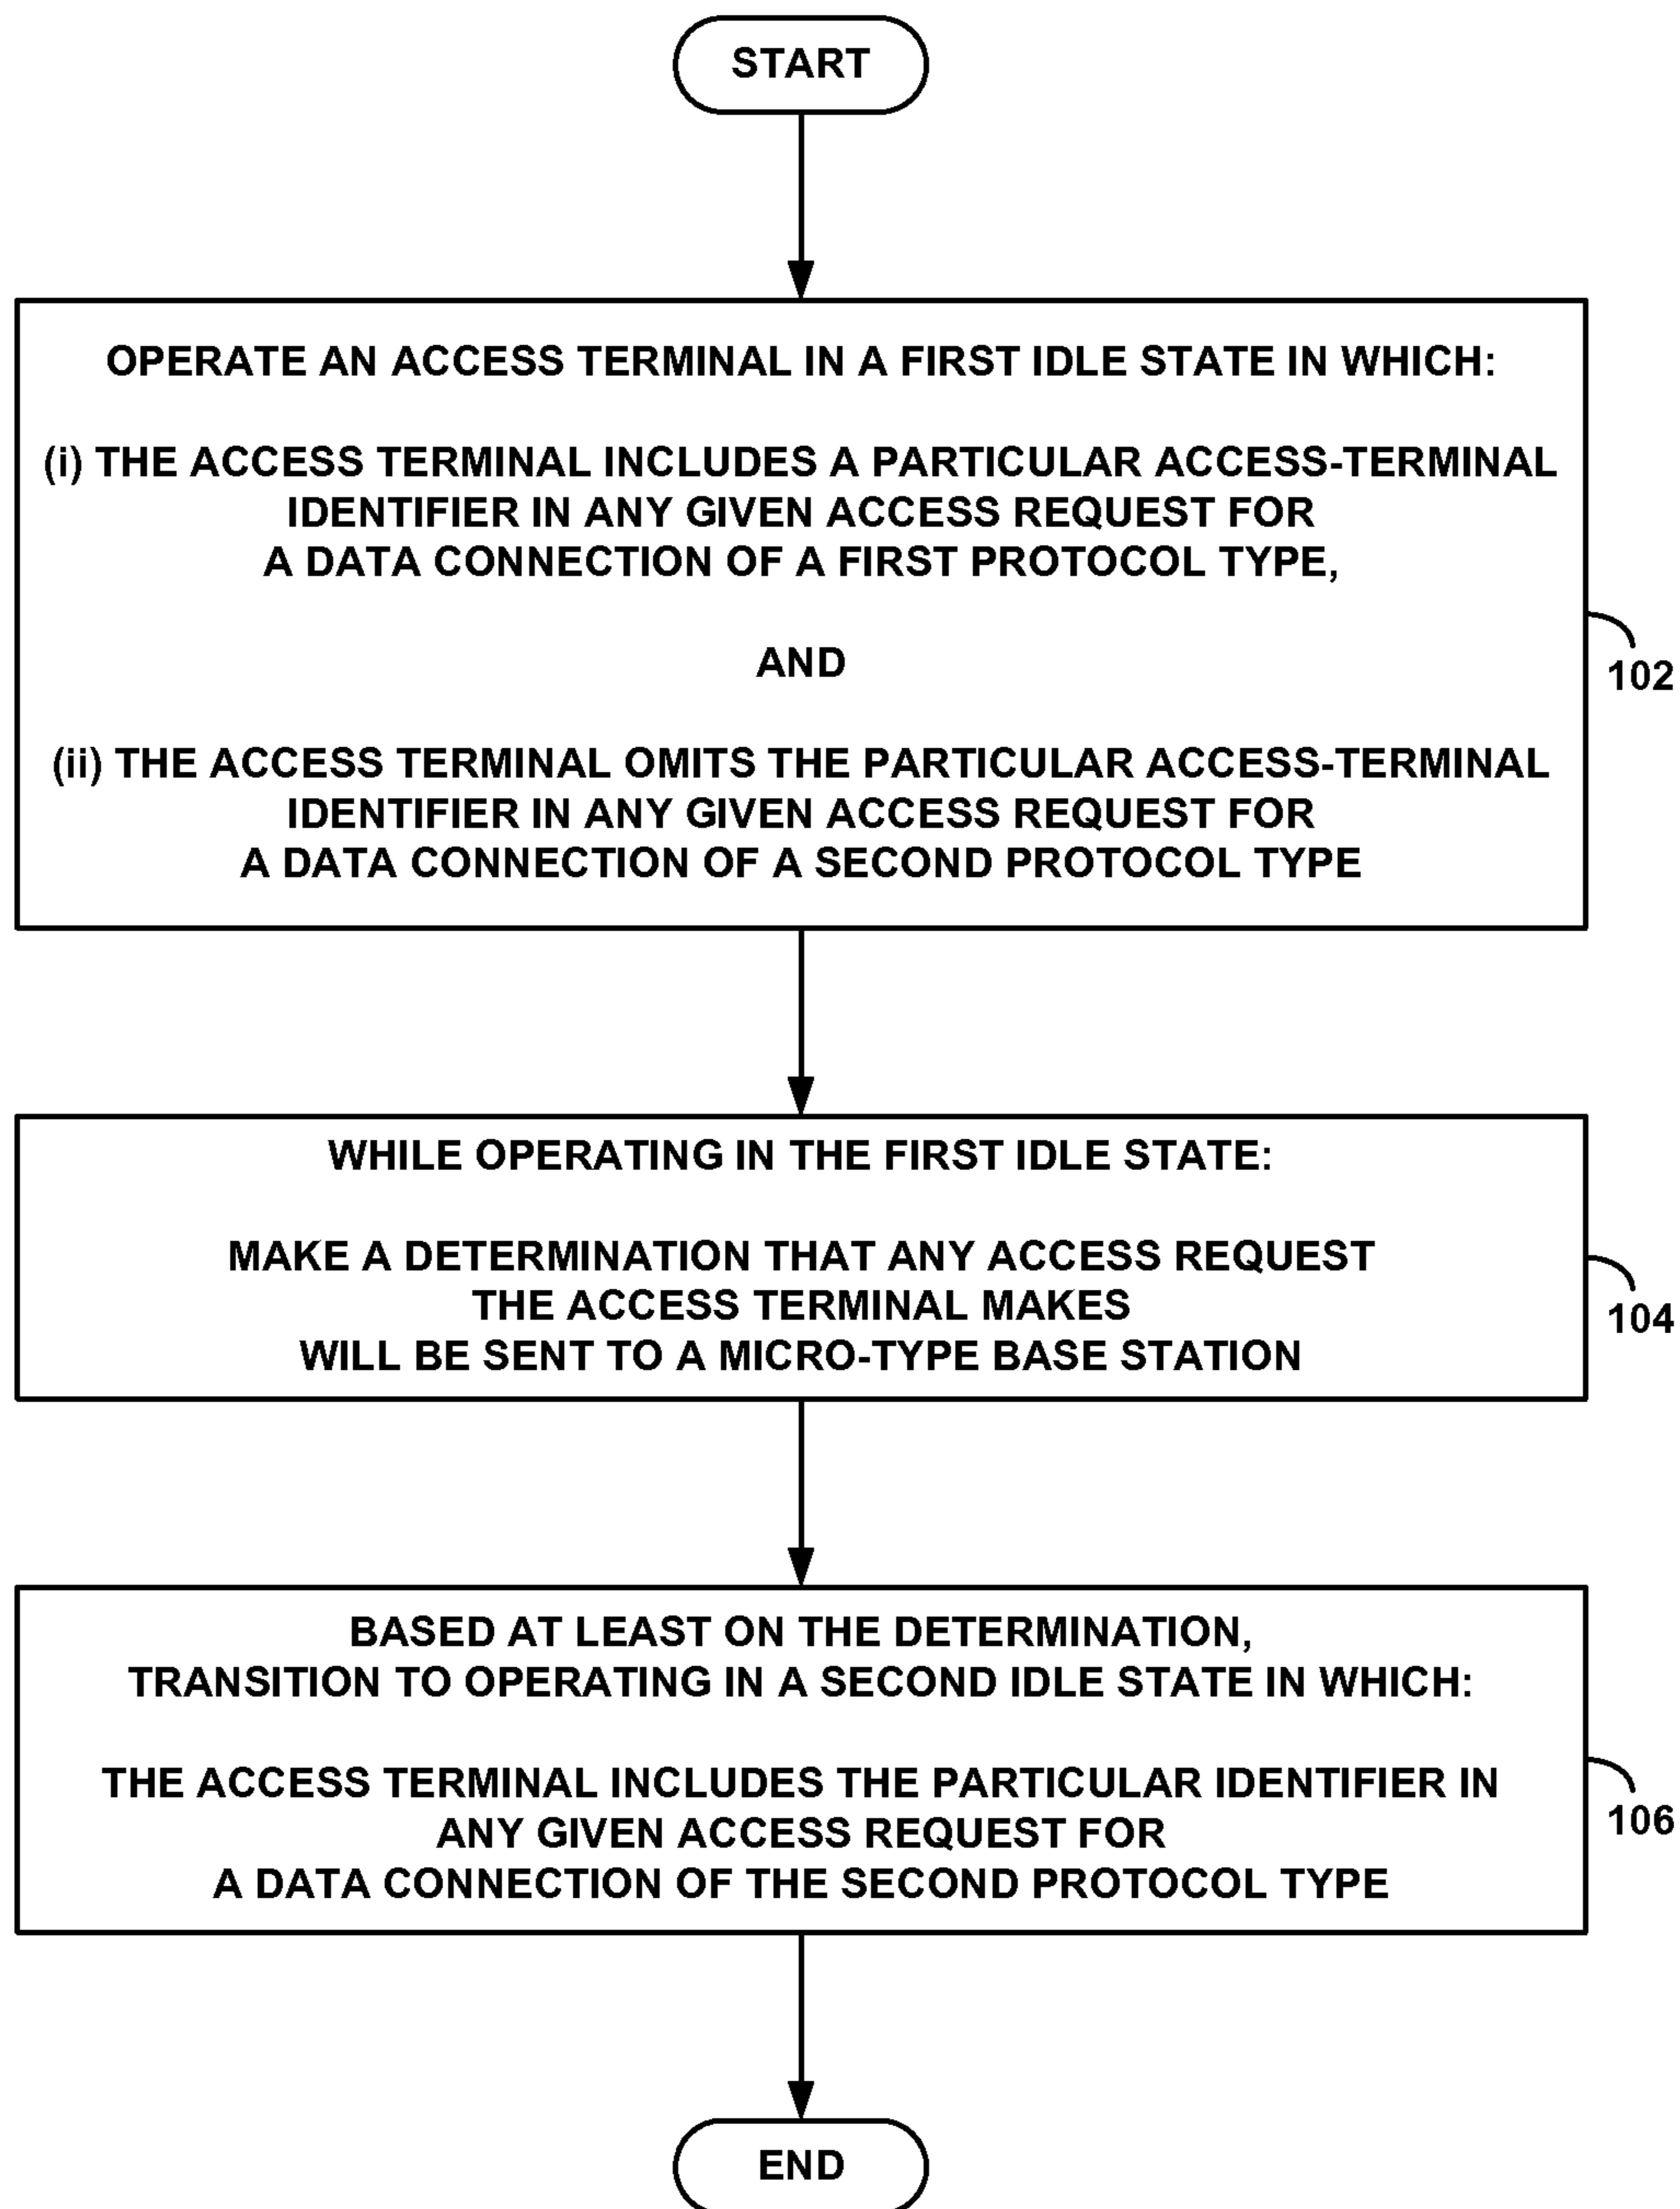 START
OPERATE AN ACCESS TERMINAL IN A FIRST IDLE STATE IN WHICH:
(i) THE ACCESS TERMINAL INCLUDES A PARTICULAR ACCESS-TERMINAL
IDENTIFIER IN ANY GIVEN ACCESS REQUEST FOR
A DATA CONNECTION OF A FIRST PROTOCOL TYPE,
AND
(ii) THE ACCESS TERMINAL OMITS THE PARTICULAR ACCESS-TERMINAL
IDENTIFIER IN ANY GIVEN ACCESS REQUEST FOR
A DATA CONNECTION OF A SECOND PROTOCOL TYPE
102
WHILE OPERATING IN THE FIRST IDLE STATE:
MAKE A DETERMINATION THAT ANY ACCESS REQUEST
THE ACCESS TERMINAL MAKES
WILL BE SENT TO A MICRO-TYPE BASE STATION
104
BASED AT LEAST ON THE DETERMINATION,
TRANSITION TO OPERATING IN A SECOND IDLE STATE IN WHICH:
THE ACCESS TERMINAL INCLUDES THE PARTICULAR IDENTIFIER IN
ANY GIVEN ACCESS REQUEST FOR
A DATA CONNECTION OF THE SECOND PROTOCOL TYPE
106
END